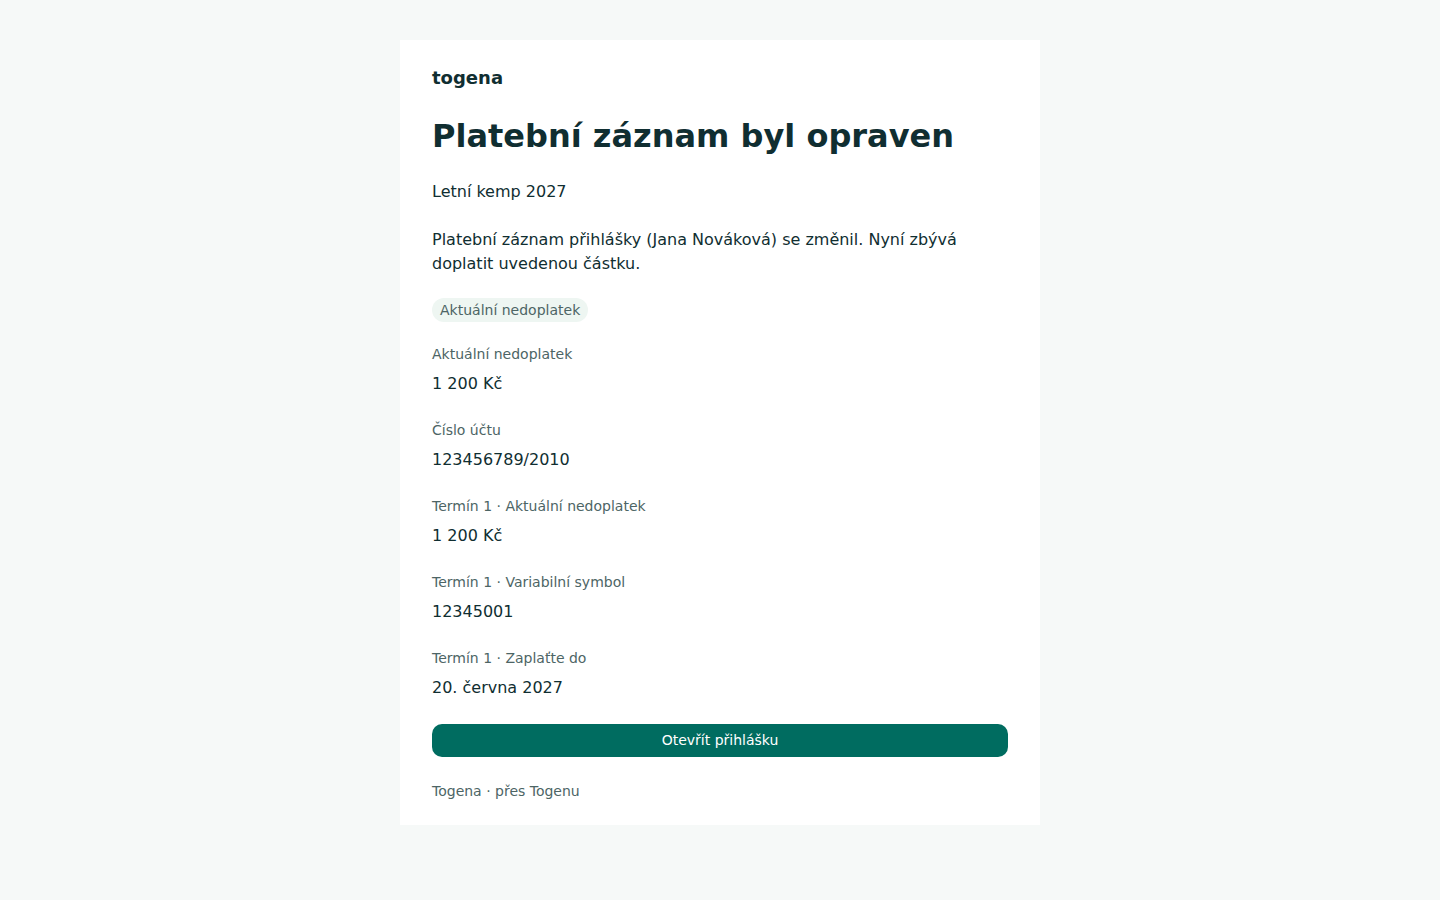 togena
Platební záznam byl opraven
Letní kemp 2027
Platební záznam přihlášky (Jana Nováková) se změnil. Nyní zbývá
doplatit uvedenou částku.
Aktuální nedoplatek
Aktuální nedoplatek
1 200 Kč
Číslo účtu
123456789/2010
Termín 1 · Aktuální nedoplatek
1 200 Kč
Termín 1 · Variabilní symbol
12345001
Termín 1 · Zaplaťte do
20. června 2027
Otevřít přihlášku
Togena · přes Togenu